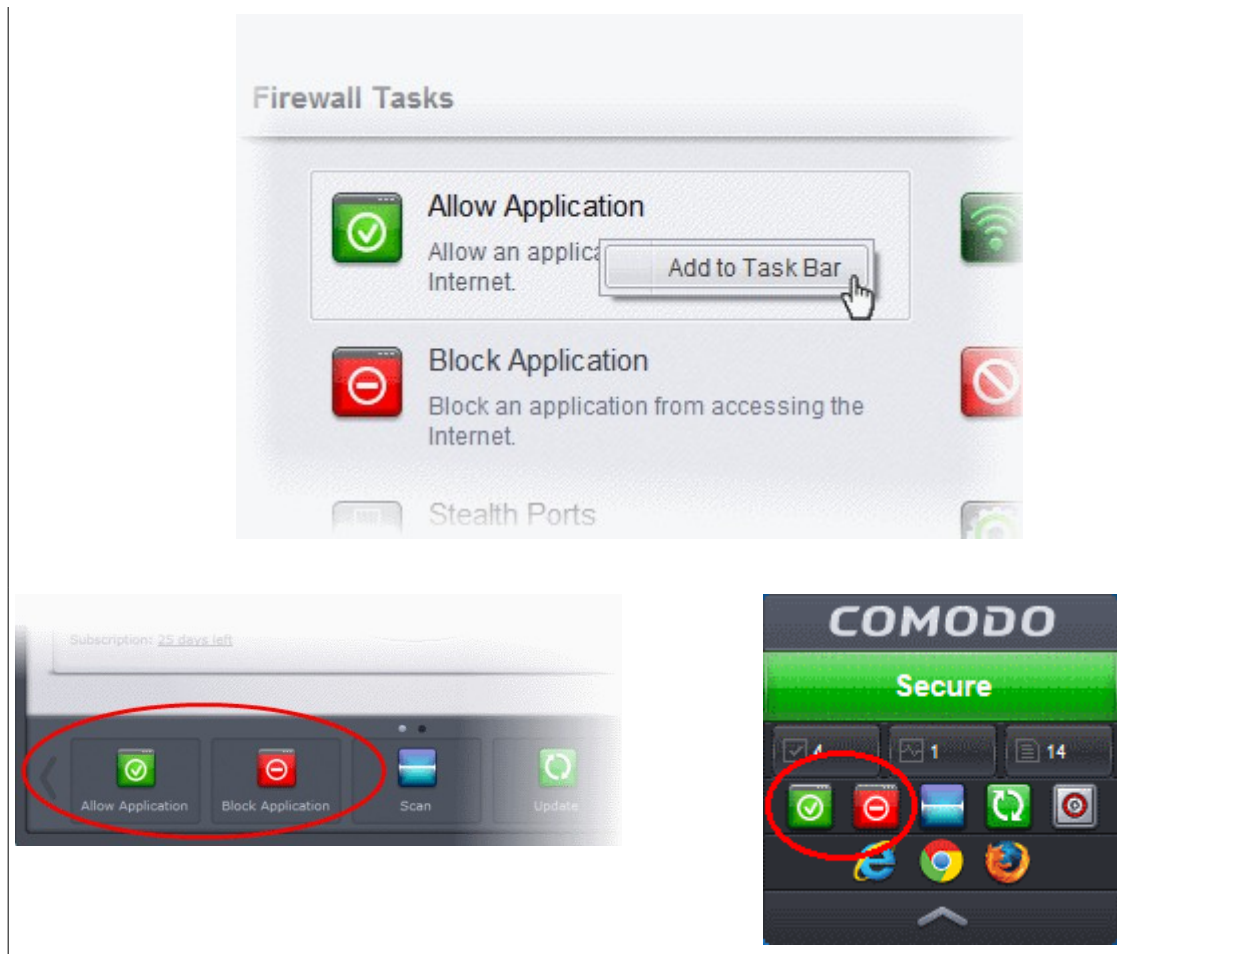 Firewall Tasks
Allow Application
Allow an applica
Add to Task Bar
Internet.
Block Application
Block an application from accessing the
Internet.
Stealth Ports
Subscription: 25 days left
Allow Application
Block Application
Scan
Update
COMODO
Secure
4
1
14